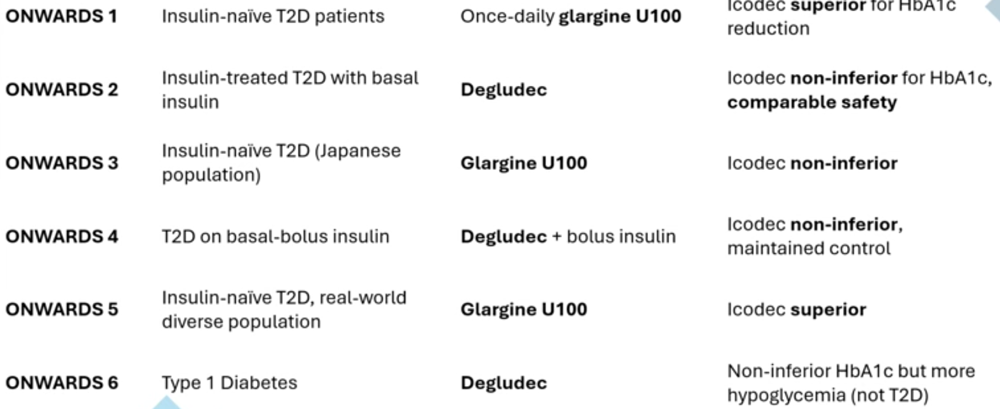 ONWARDS 1
Insulin-naïve T2D patients
Once-daily glargine U100
Icodec superior for HbA1c
reduction
ONWARDS 2
Insulin-treated T2D with basal
insulin
Degludec
Icodec non-inferior for HbA1c,
comparable safety
ONWARDS 3
Insulin-naïve T2D (Japanese
population)
Glargine U100
Icodec non-inferior
ONWARDS 4
T2D on basal-bolus insulin
Degludec + bolus insulin
Icodec non-inferior,
maintained control
ONWARDS 5
Insulin-naïve T2D, real-world
diverse population
Glargine U100
Icodec superior
ONWARDS 6
Type 1 Diabetes
Degludec
Non-inferior HbA1c but more
hypoglycemia (not T2D)